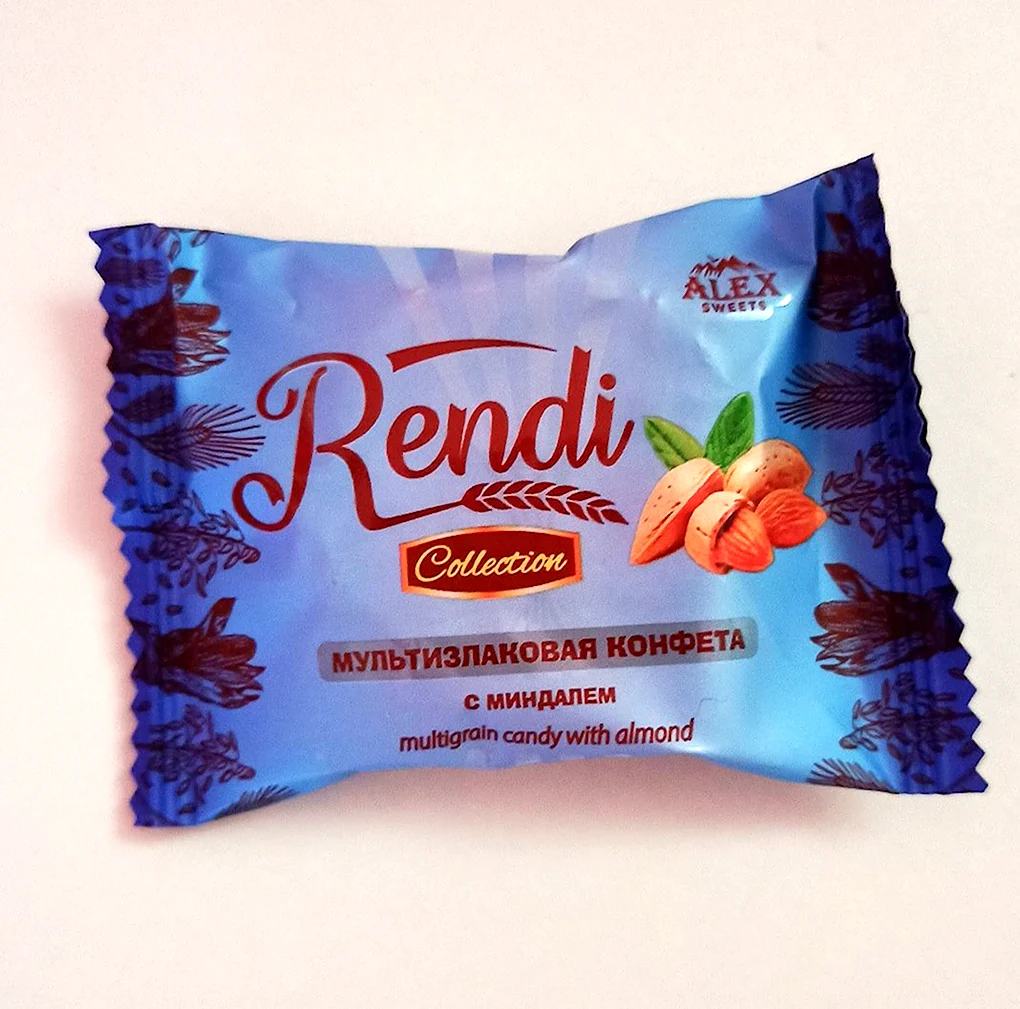 ALEX
SWEETS
Rendi
Collection
МУЛЬТИЗЛАКОВАЯ КОНФЕТА
С МИНДАЛЕМ
multigrain candy with almond